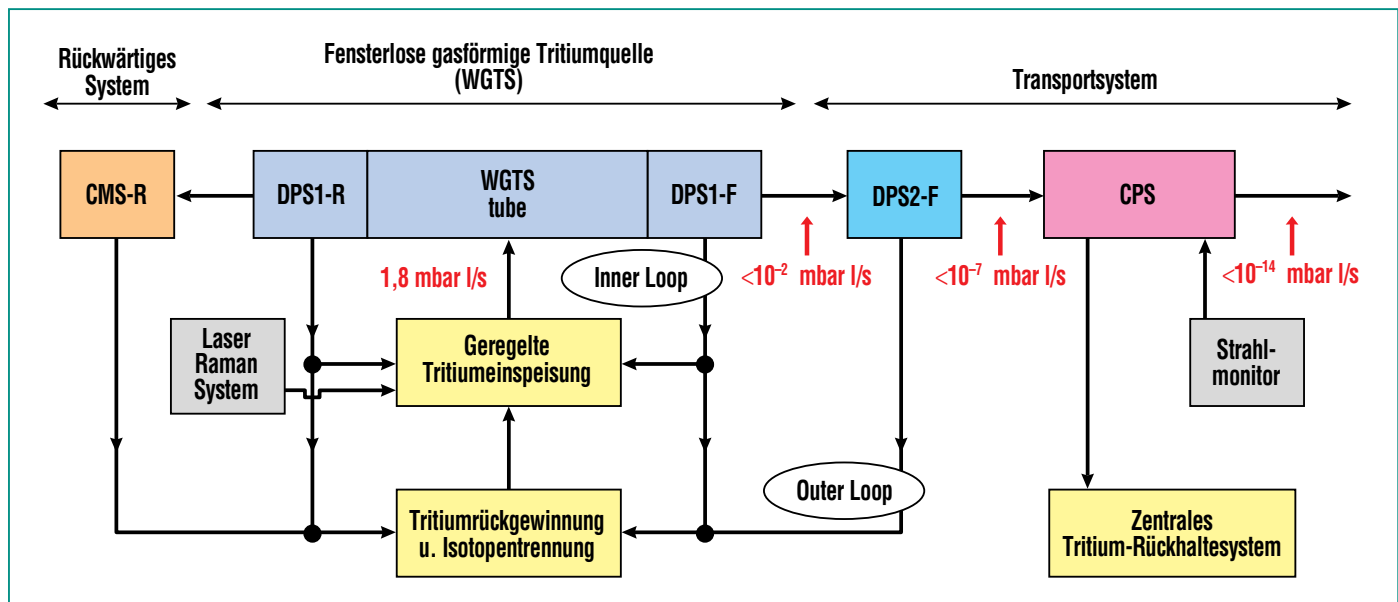 Rückwärtiges
System
Fensterlose gasförmige Tritiumquelle
(WGTS)
Transportsystem
CMS-R
DPS1-R
WGTS
tube
DPS1-F
DPS2-F
CPS
1,8 mbar l/s
Inner Loop
<10⁻² mbar l/s
<10⁻⁷ mbar l/s
<10⁻¹⁴ mbar l/s
Laser
Raman
System
Geregelte
Tritiumeinspeisung
Strahl-
monitor
Outer Loop
Tritiumrückgewinnung
u. Isotopentrennung
Zentrales
Tritium-Rückhaltesystem